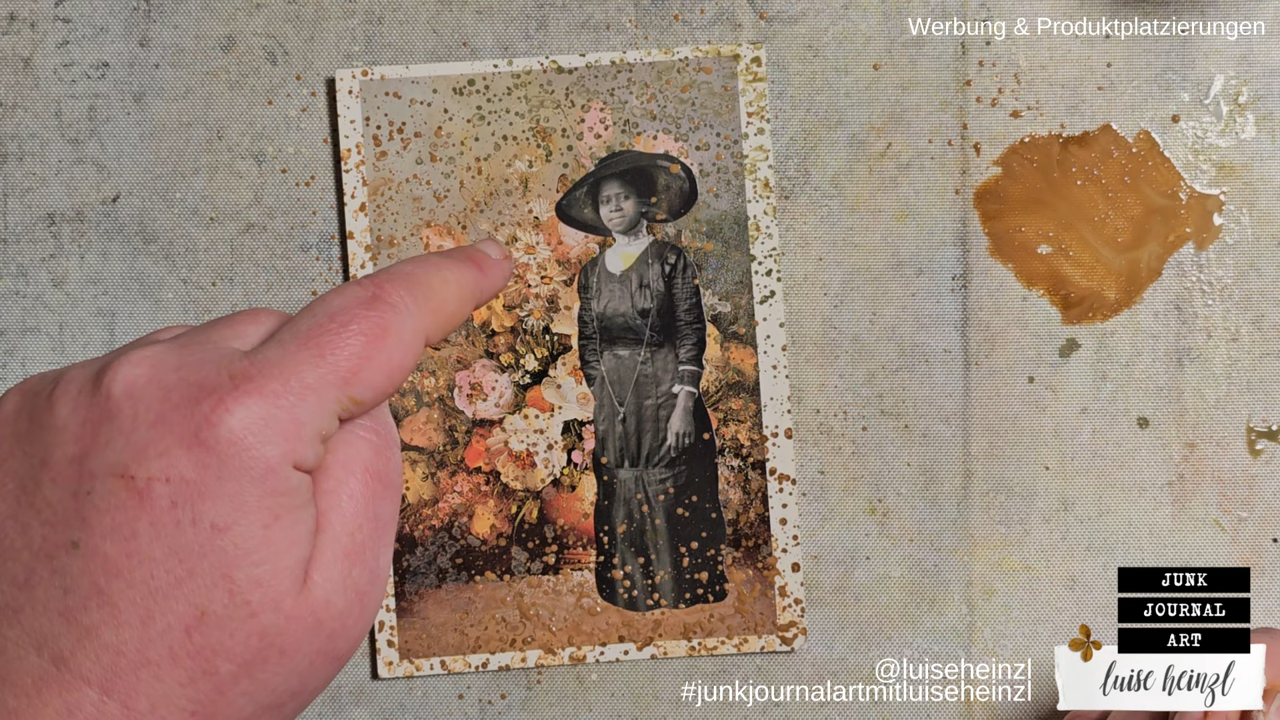 Werbung & Produktplatzierungen
JUNK
JOURNAL
ART
luise heinzl
@luiseheinzl
#junkjournalartmitluiseheinzl